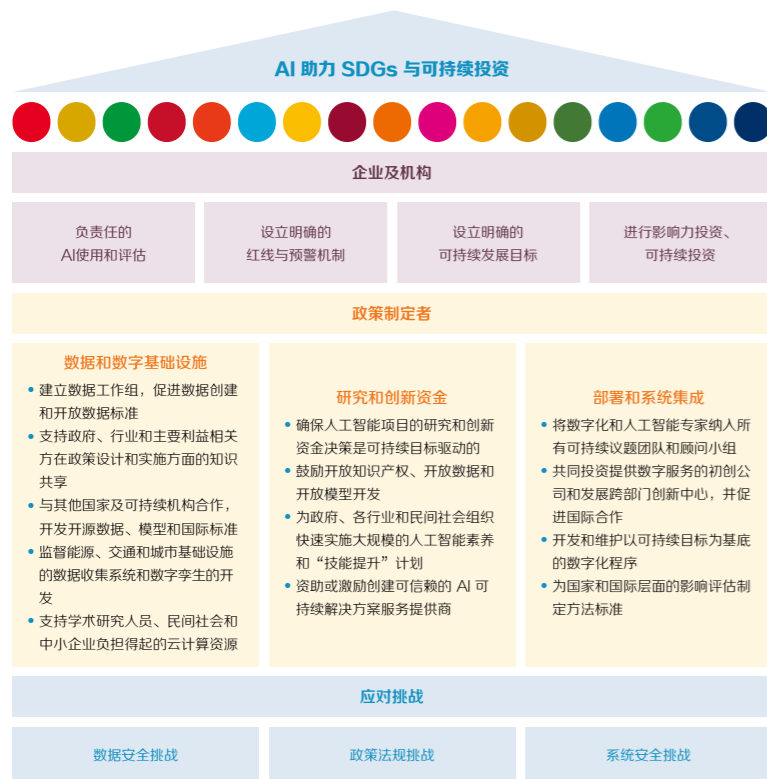 AI 助力 SDGs 与可持续投资
企业及机构
负责任的
AI使用和评估
设立明确的
红线与预警机制
设立明确的
可持续发展目标
进行影响力投资、
可持续投资
政策制定者
数据和数字基础设施
• 建立数据工作组，促进数据创建
和开放数据标准
• 支持政府、行业和主要利益相关
方在政策设计和实施方面的知识
共享
• 与其他国家及可持续机构合作，
开发开源数据、模型和国际标准
• 监督能源、交通和城市基础设施
的数据收集系统和数字孪生的开
发
• 支持学术研究人员、民间社会和
中小企业负担得起的云计算资源
研究和创新资金
• 确保人工智能项目的研究和创新
资金决策是可持续目标驱动的
• 鼓励开放知识产权、开放数据和
开放模型开发
• 为政府、各行业和民间社会组织
快速实施大规模的人工智能素养
和“技能提升”计划
• 资助或激励创建可信赖的 AI 可
持续解决方案服务提供商
部署和系统集成
• 将数字化和人工智能专家纳入所
有可持续议题团队和顾问小组
• 共同投资提供数字服务的初创公
司和发展跨部门创新中心，并促
进国际合作
• 开发和维护以可持续目标为基底
的数字化程序
• 为国家和国际层面的影响评估制
定方法标准
应对挑战
数据安全挑战
政策法规挑战
系统安全挑战